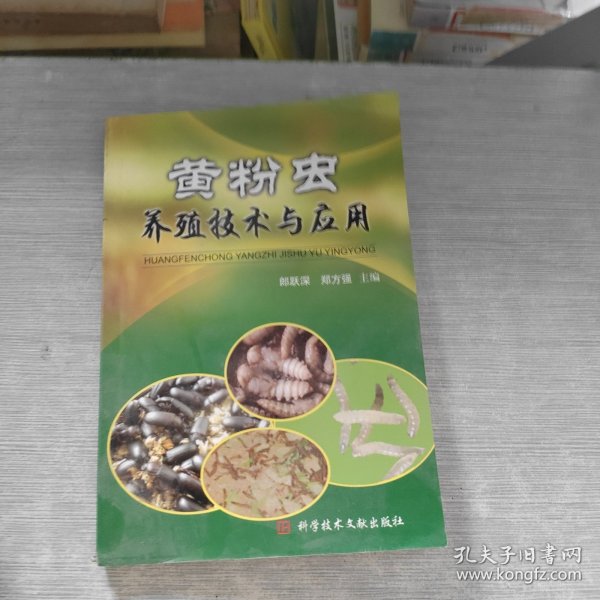 黄粉虫
养殖技术与应用
HUANGFENCHONG YANGZHI JISHU YU YINGYONG
郎跃深 郑方强 主编
科学技术文献出版社
孔夫子旧书网
www.kongfz.com